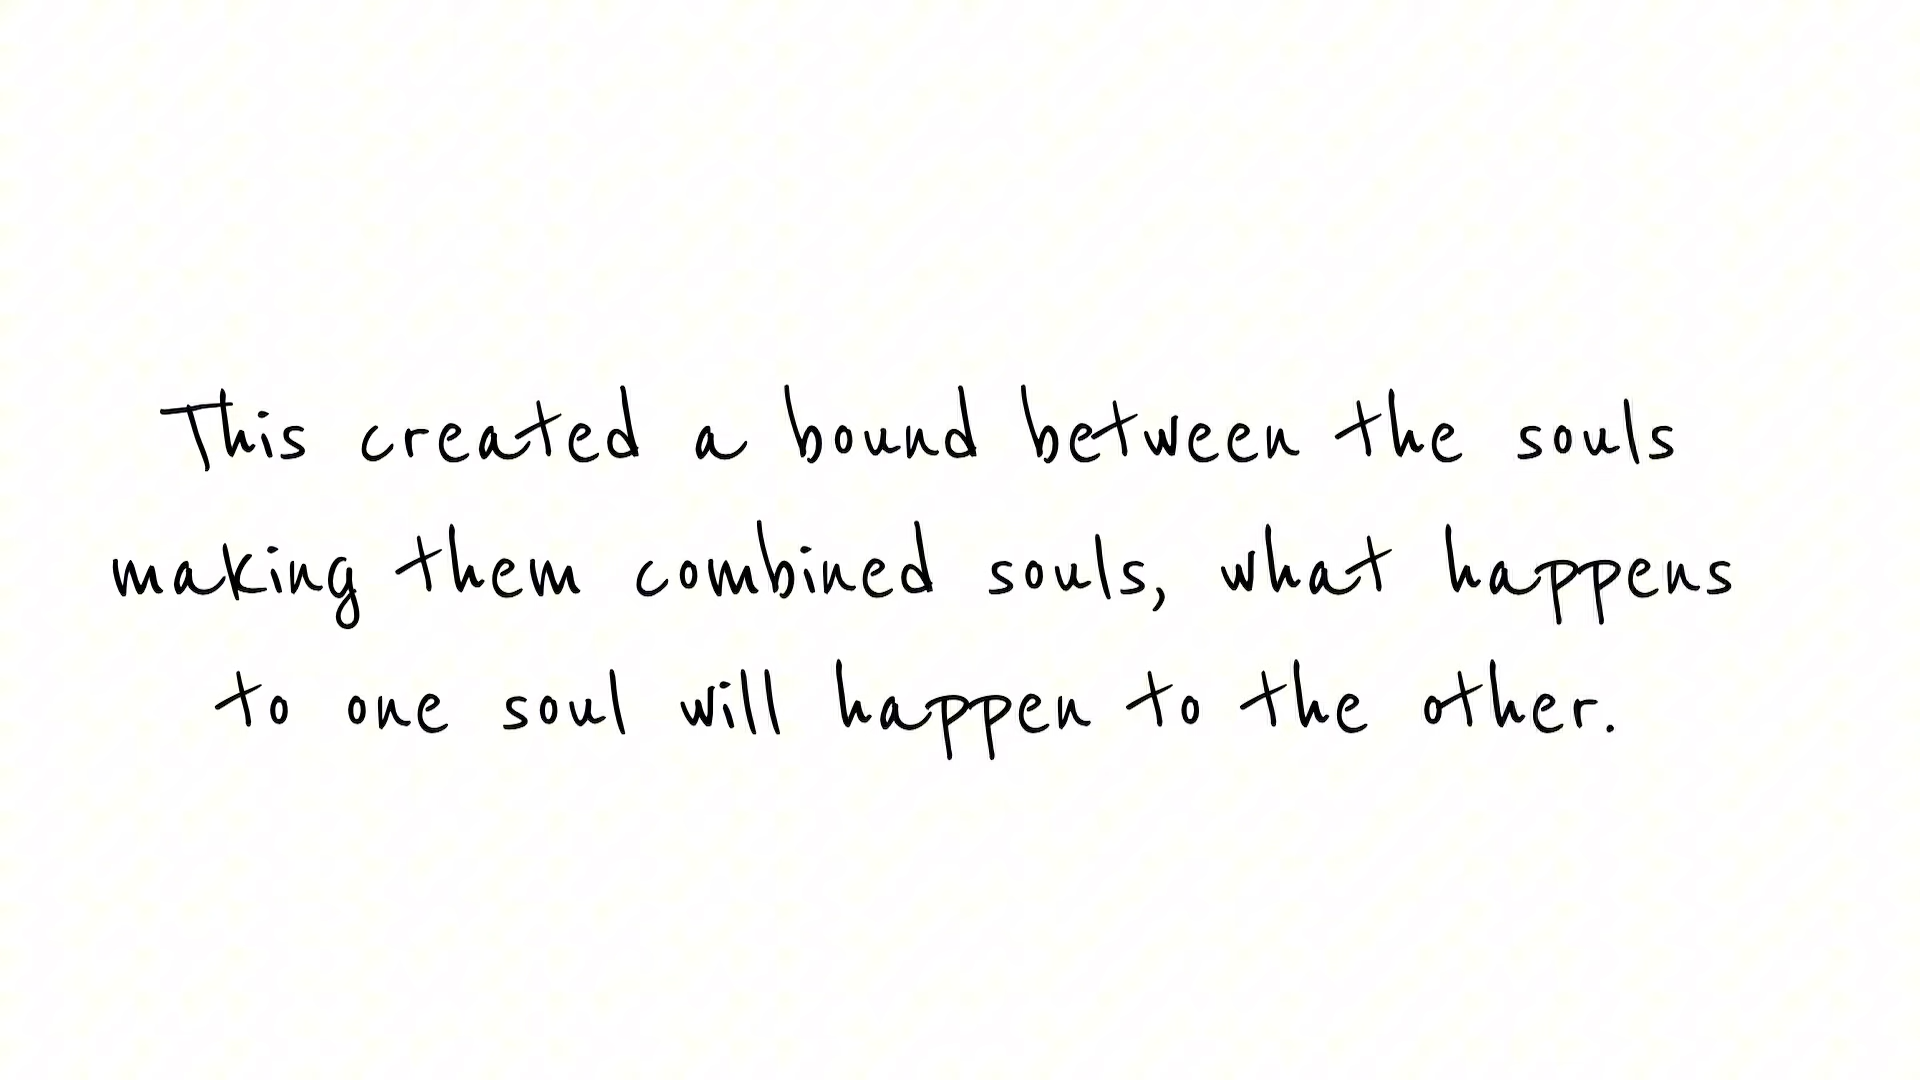 This created a bound between the souls
making them combined souls, what happens
to one soul will happen to the other.